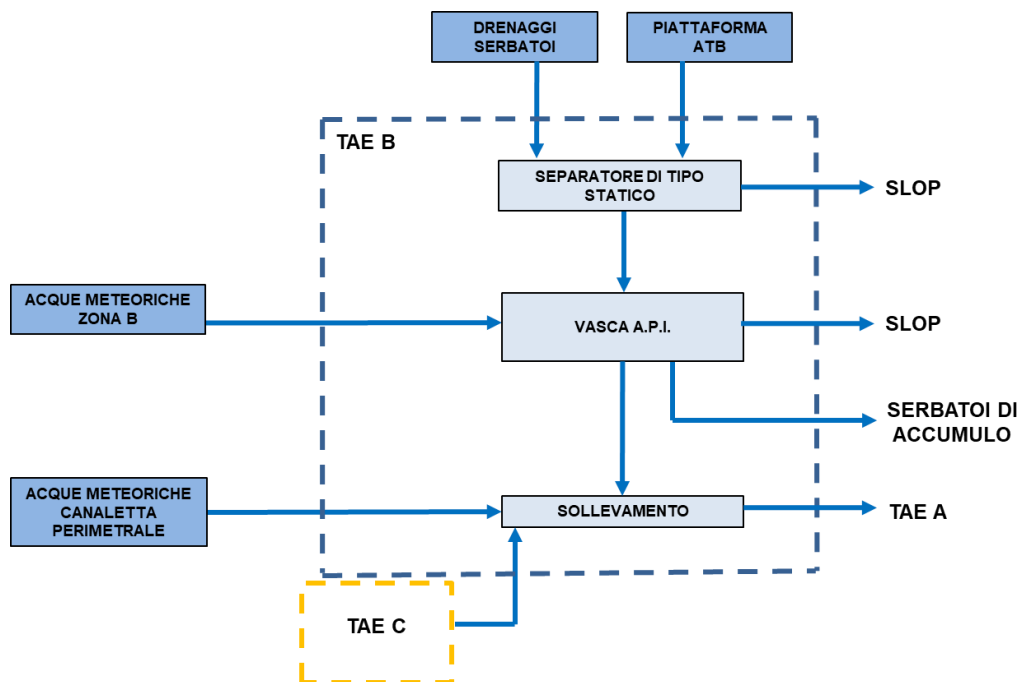 DRENAGGI
SERBATOI
PIATTAFORMA
ATB
TAE B
SEPARATORE DI TIPO
STATICO
SLOP
ACQUE METEORICHE
ZONA B
VASCA A.P.I.
SLOP
SERBATOI DI
ACCUMULO
ACQUE METEORICHE
CANALETTA
PERIMETRALE
SOLLEVAMENTO
TAE A
TAE C